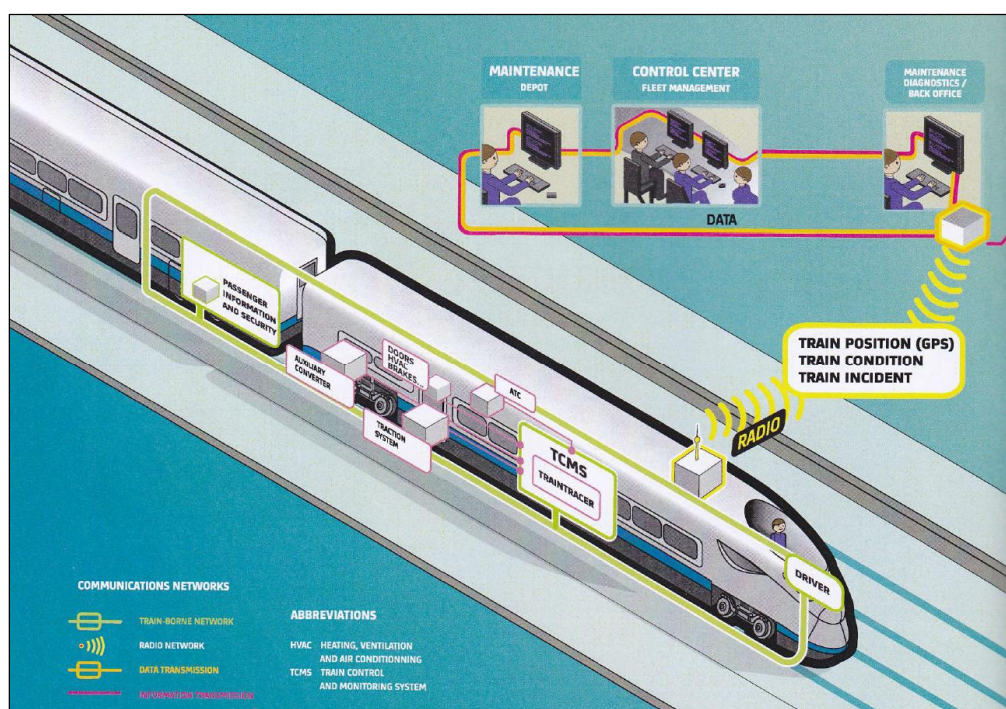 MAINTENANCE
DEPOT
CONTROL CENTER
FLEET MANAGEMENT
MAINTENANCE
DIAGNOSTICS /
BACK OFFICE
DATA
TRAIN POSITION (GPS)
TRAIN CONDITION
TRAIN INCIDENT
RADIO
PASSENGER
INFORMATION
AND SECURITY
AUXILIARY
CONVERTER
DOORS
HVAC
BRAKES...
TRACTION
SYSTEM
ATC
TCMS
TRAINTRACER
DRIVER
COMMUNICATIONS NETWORKS
TRAIN-BORNE NETWORK
RADIO NETWORK
DATA TRANSMISSION
INFORMATION TRANSMISSION
ABBREVIATIONS
HVAC HEATING, VENTILATION
AND AIR CONDITIONNING
TCMS TRAIN CONTROL
AND MONITORING SYSTEM